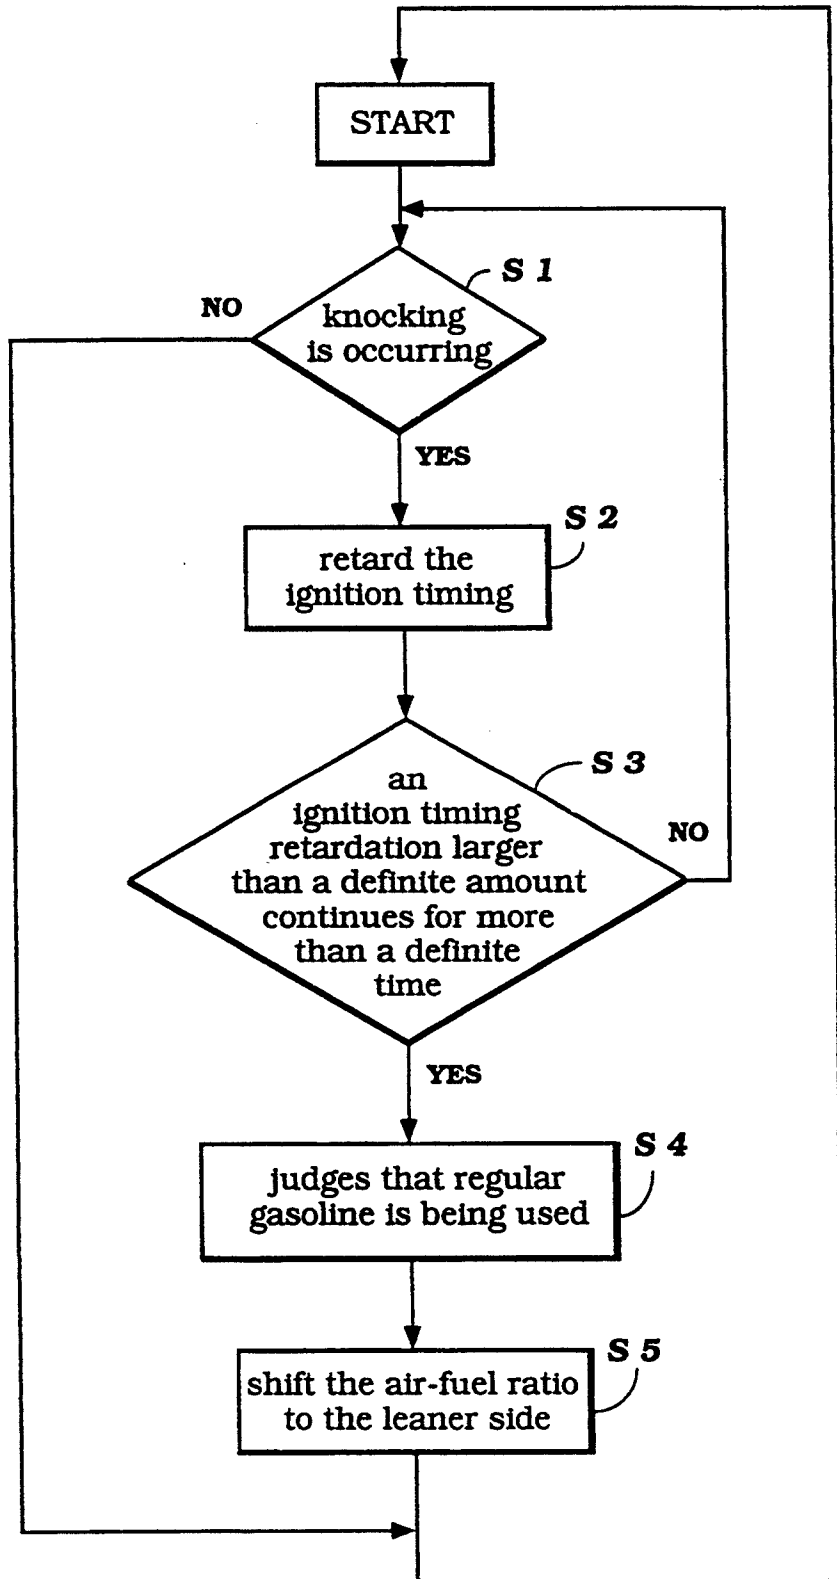 START
S 1
NO
knocking
is occurring
YES
S 2
retard the
ignition timing
S 3
an
ignition timing
retardation larger
than a definite amount
continues for more
than a definite
time
NO
YES
S 4
judges that regular
gasoline is being used
S 5
shift the air-fuel ratio
to the leaner side